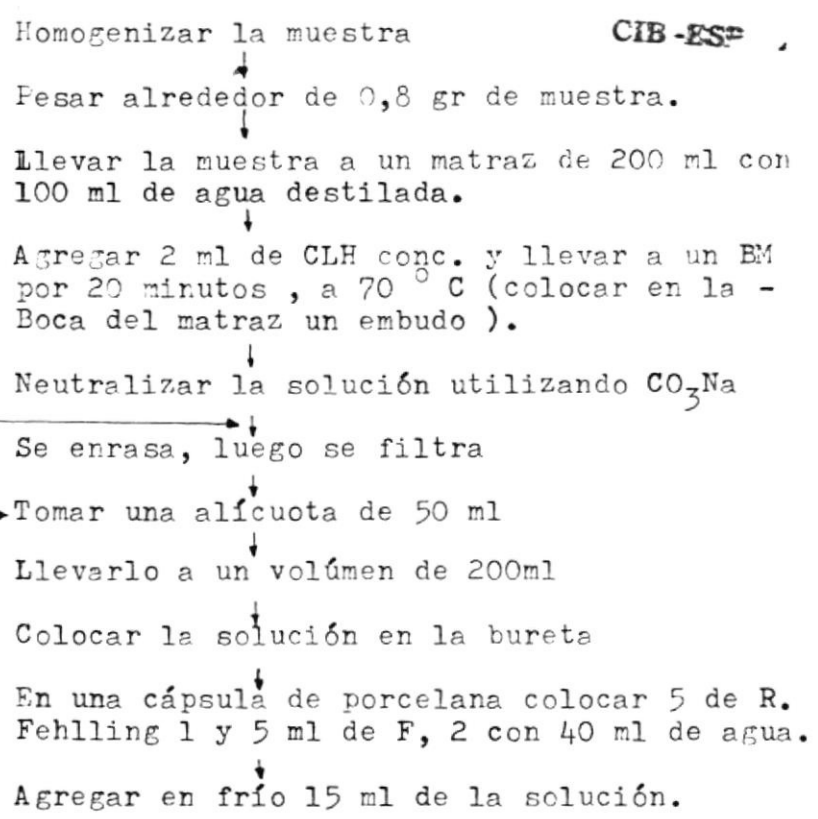 Homogenizar la muestra CIB-ESP
Pesar alrededor de 0,8 gr de muestra.
Llevar la muestra a un matraz de 200 ml con
100 ml de agua destilada.
Agregar 2 ml de CLH conc. y llevar a un BM
por 20 minutos , a 70 ° C (colocar en la -
Boca del matraz un embudo ).
Neutralizar la solución utilizando CO₃Na
Se enrasa, luego se filtra
Tomar una alícuota de 50 ml
Llevarlo a un volúmen de 200ml
Colocar la solución en la bureta
En una cápsula de porcelana colocar 5 de R.
Fehlling 1 y 5 ml de F, 2 con 40 ml de agua.
Agregar en frío 15 ml de la solución.